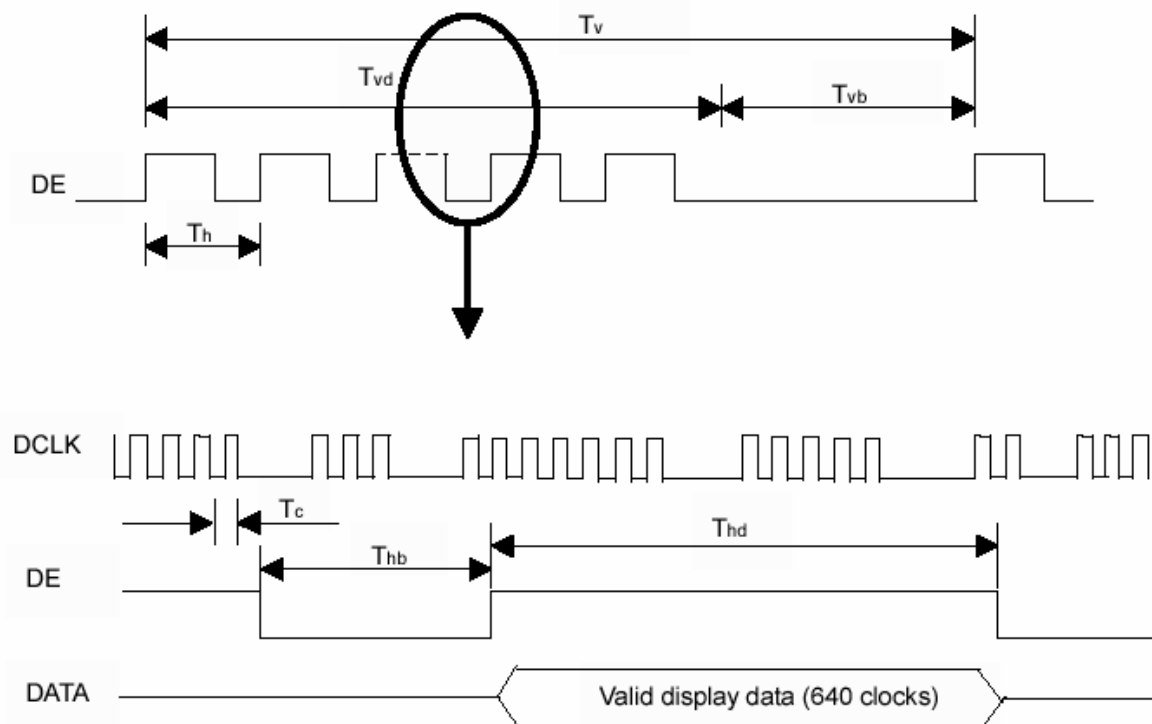 Tv
Tvd
Tvb
DE
Th
DCLK
Tc
Thd
Thb
DE
DATA
Valid display data (640 clocks)